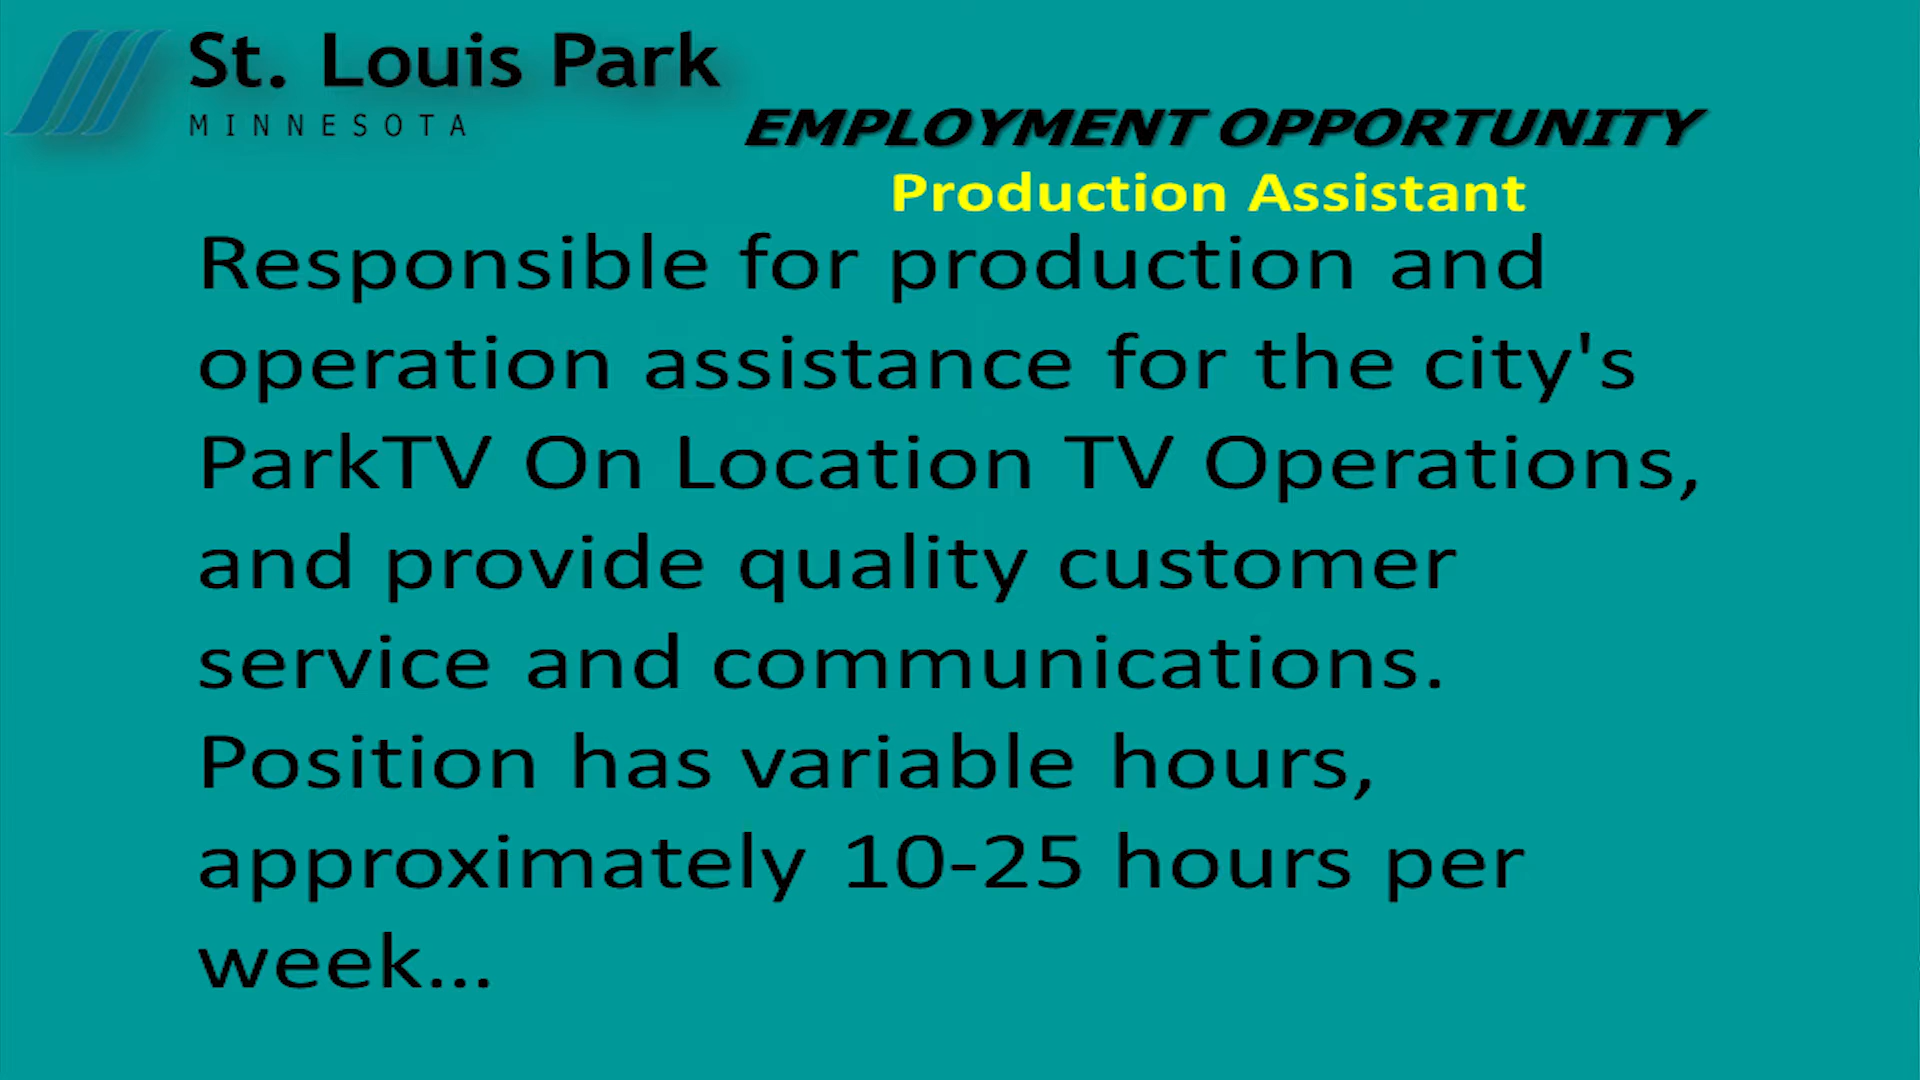 St. Louis Park
MINNESOTA
EMPLOYMENT OPPORTUNITY
Production Assistant
Responsible for production and
operation assistance for the city's
ParkTV On Location TV Operations,
and provide quality customer
service and communications.
Position has variable hours,
approximately 10-25 hours per
week...